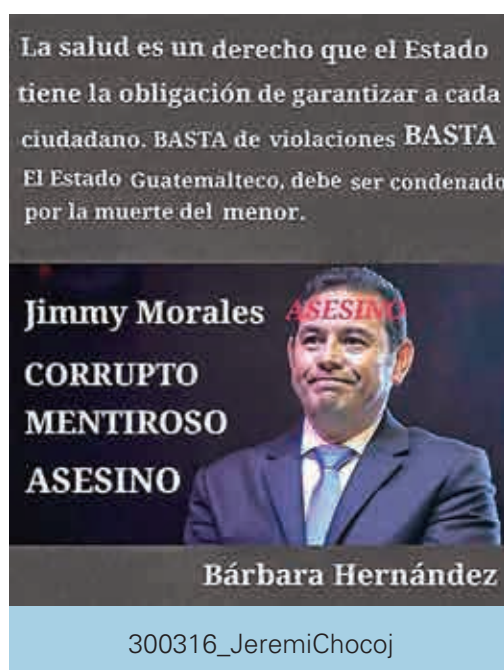 La salud es un derecho que el Estado
tiene la obligación de garantizar a cada
ciudadano. BASTA de violaciones BASTA
El Estado Guatemalteco, debe ser condenado
por la muerte del menor.
Jimmy Morales ASESINO
CORRUPTO
MENTIROSO
ASESINO
Bárbara Hernández
300316_JeremiChocoj